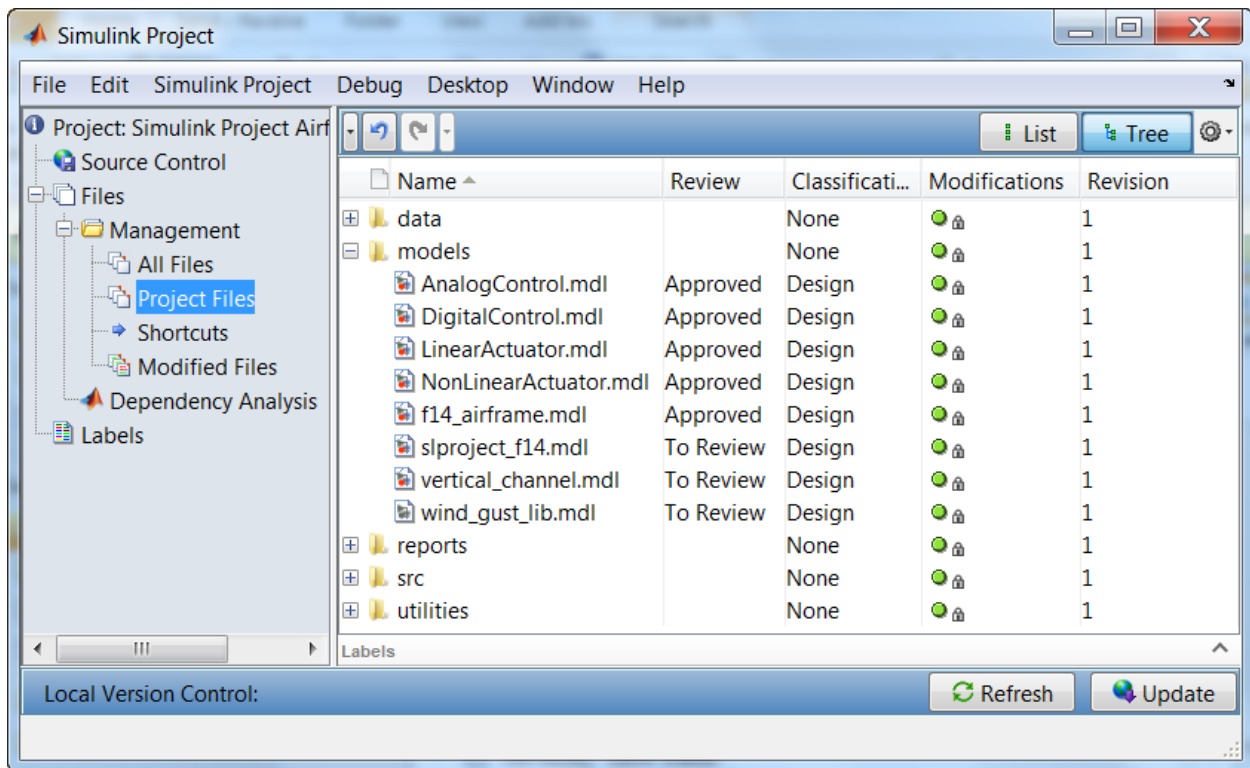 Simulink Project
File Edit Simulink Project Debug Desktop Window Help
Project: Simulink Project Airf
Source Control
Files
Management
All Files
Project Files
Shortcuts
Modified Files
Dependency Analysis
Labels
List Tree
Name Review Classificati... Modifications Revision
data None 1
models None 1
AnalogControl.mdl Approved Design 1
DigitalControl.mdl Approved Design 1
LinearActuator.mdl Approved Design 1
NonLinearActuator.mdl Approved Design 1
f14_airframe.mdl Approved Design 1
slproject_f14.mdl To Review Design 1
vertical_channel.mdl To Review Design 1
wind_gust_lib.mdl To Review Design 1
reports None 1
src None 1
utilities None 1
Labels
Local Version Control: Refresh Update